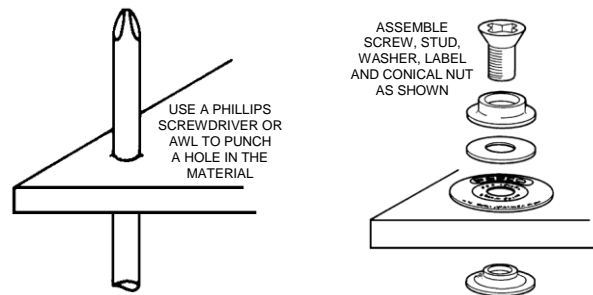 USE A PHILLIPS
SCREWDRIVER OR
AWL TO PUNCH
A HOLE IN THE
MATERIAL
ASSEMBLE
SCREW, STUD,
WASHER, LABEL
AND CONICAL NUT
AS SHOWN